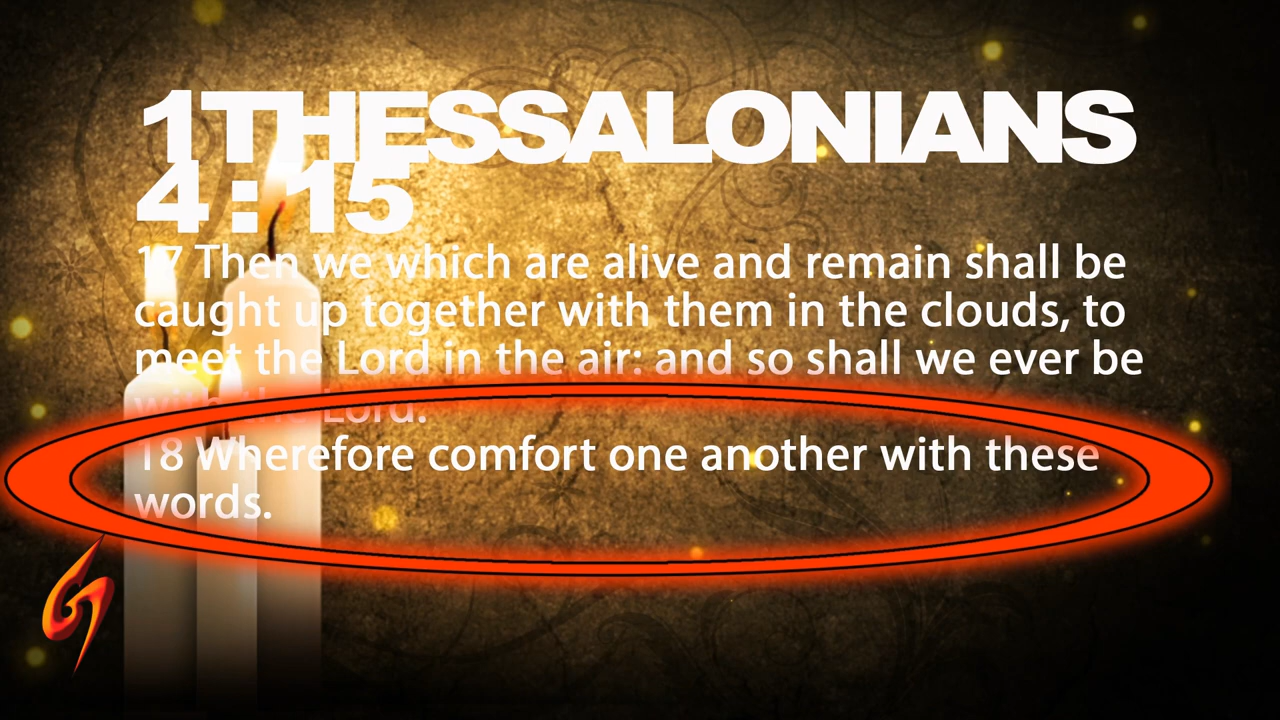 1THESSALONIANS
4 : 15
17 Then we which are alive and remain shall be
caught up together with them in the clouds, to
meet the Lord in the air: and so shall we ever be
with the Lord.
18 Wherefore comfort one another with these
words.